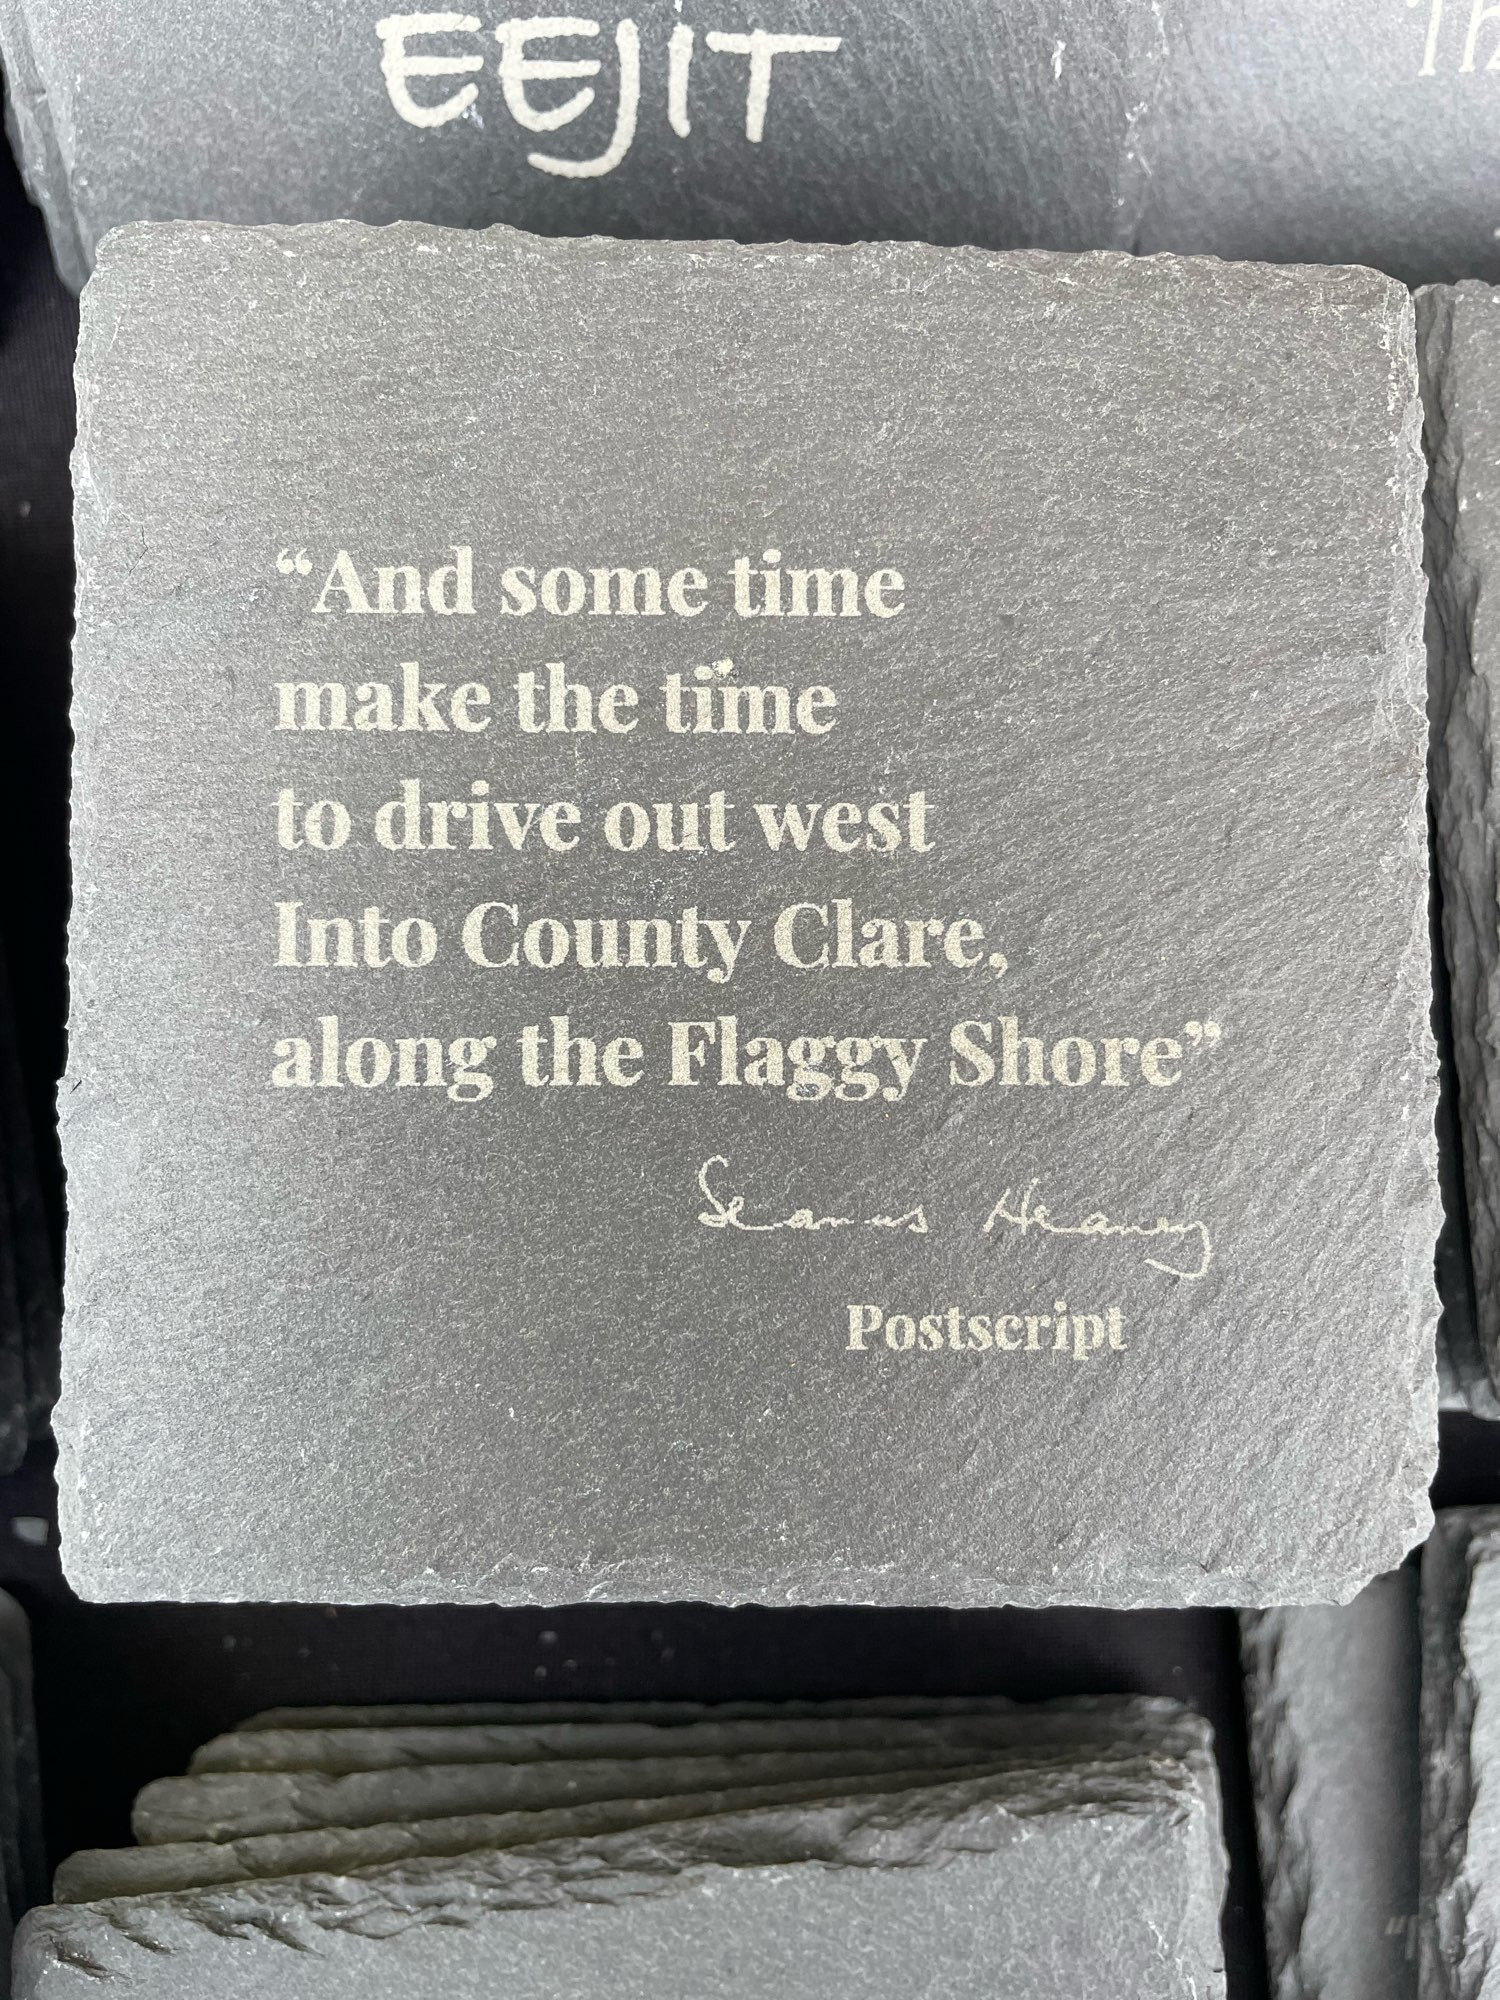 EEJIT
“And some time
make the time
to drive out west
Into County Clare,
along the Flaggy Shore”
Seamus Heaney
Postscript